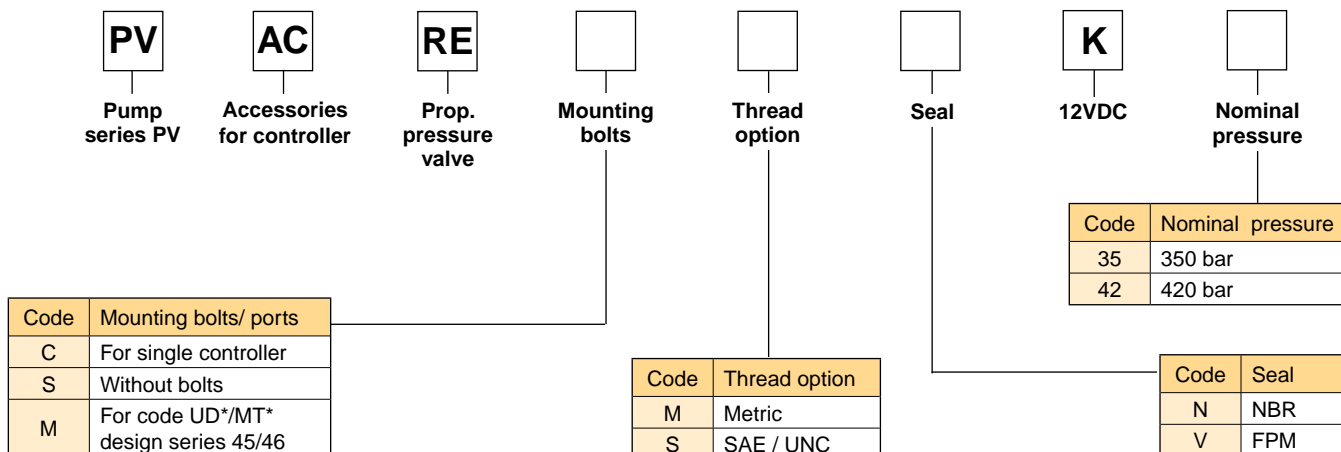 PV AC RE K
Pump series PV
Accessories for controller
Prop. pressure valve
Mounting bolts
Thread option
Seal
12VDC
Nominal pressure
Code Nominal pressure
35 350 bar
42 420 bar
Code Mounting bolts/ ports
C For single controller
S Without bolts
M For code UD*/MT* design series 45/46
Code Thread option
M Metric
S SAE / UNC
Code Seal
N NBR
V FPM